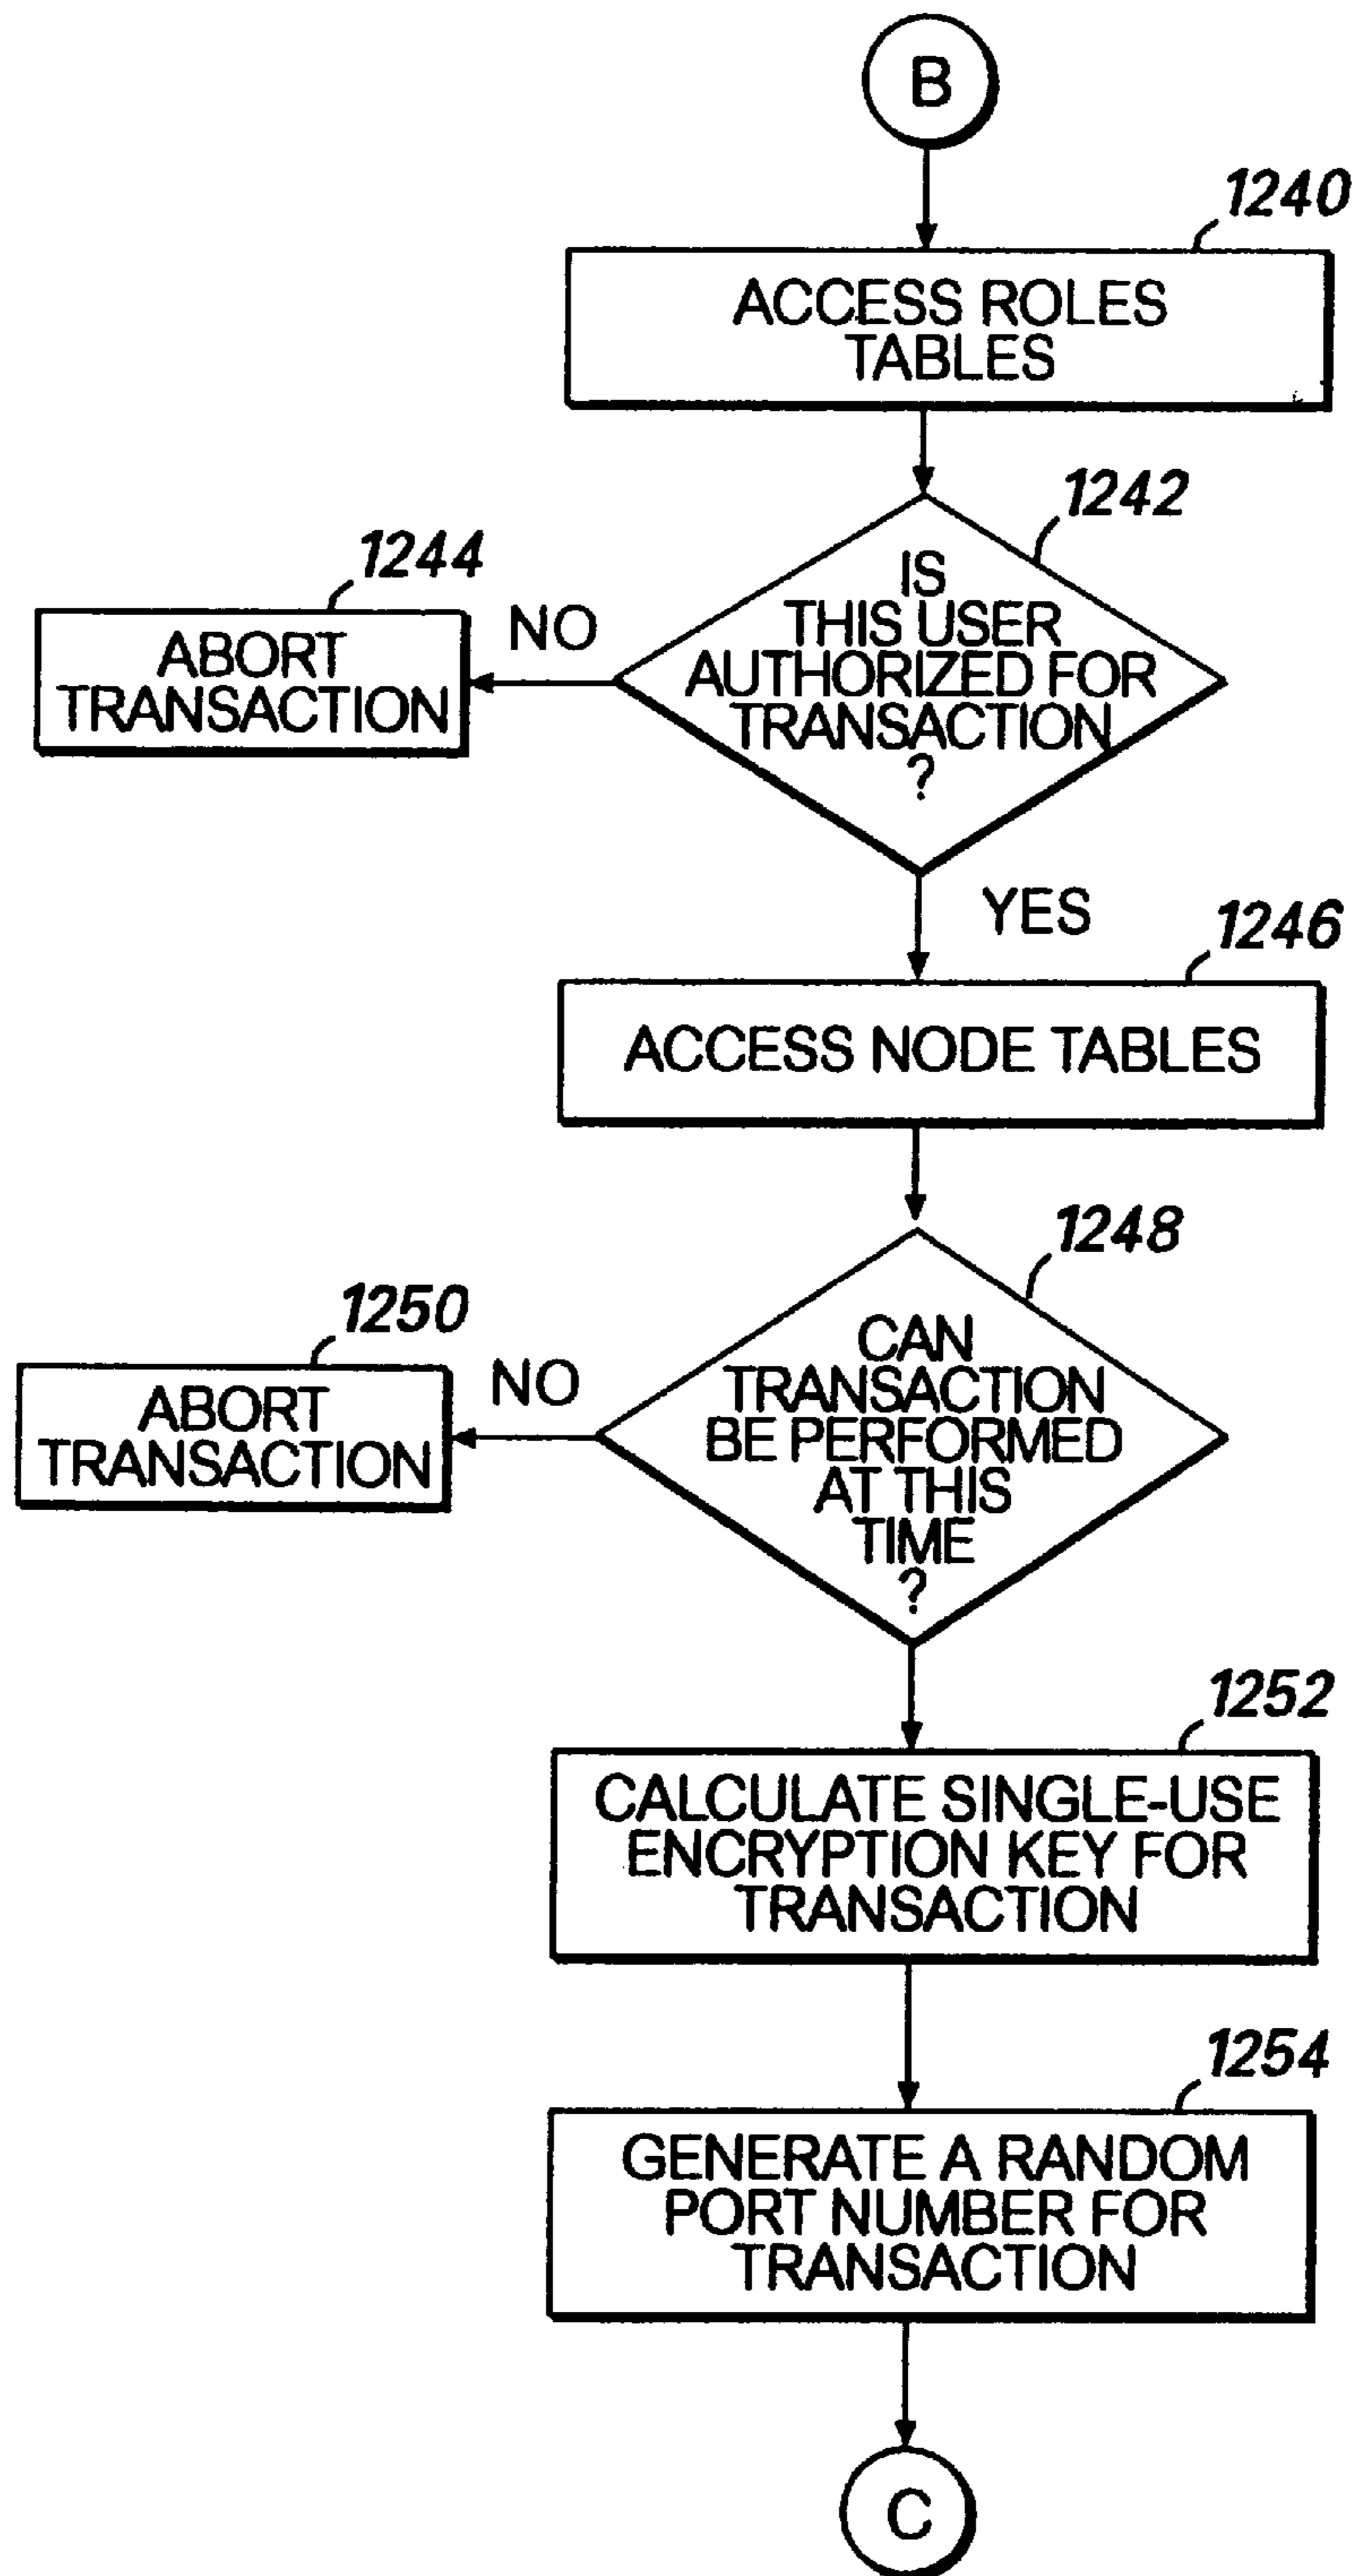 B
1240
ACCESS ROLES
TABLES
1242
IS
THIS USER
AUTHORIZED FOR
TRANSACTION
?
1244
NO
ABORT
TRANSACTION
YES
1246
ACCESS NODE TABLES
1248
CAN
TRANSACTION
BE PERFORMED
AT THIS
TIME
?
1250
NO
ABORT
TRANSACTION
1252
CALCULATE SINGLE-USE
ENCRYPTION KEY FOR
TRANSACTION
1254
GENERATE A RANDOM
PORT NUMBER FOR
TRANSACTION
C